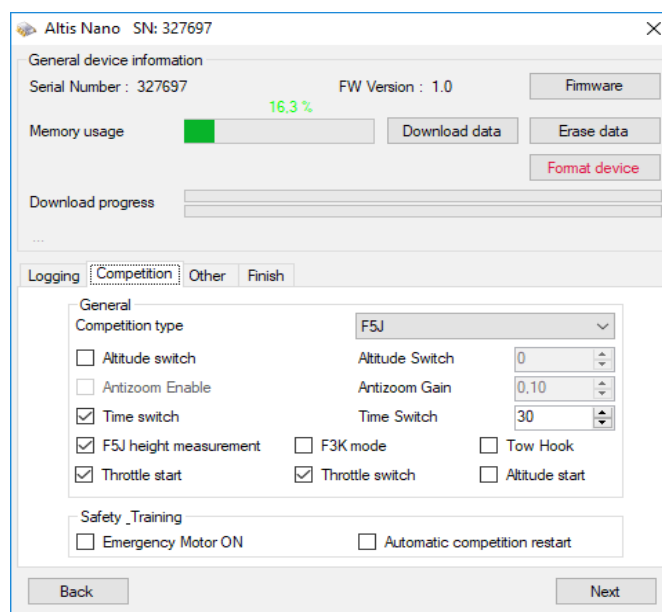 Altis Nano SN: 327697
General device information
Serial Number : 327697 FW Version : 1.0 Firmware
16,3 %
Memory usage Download data Erase data
Format device
Download progress
...
Logging Competition Other Finish
General
Competition type F5J
Altitude switch Altitude Switch 0
Antizoom Enable Antizoom Gain 0,10
Time switch Time Switch 30
F5J height measurement F3K mode Tow Hook
Throttle start Throttle switch Altitude start
Safety _Training
Emergency Motor ON Automatic competition restart
Back Next